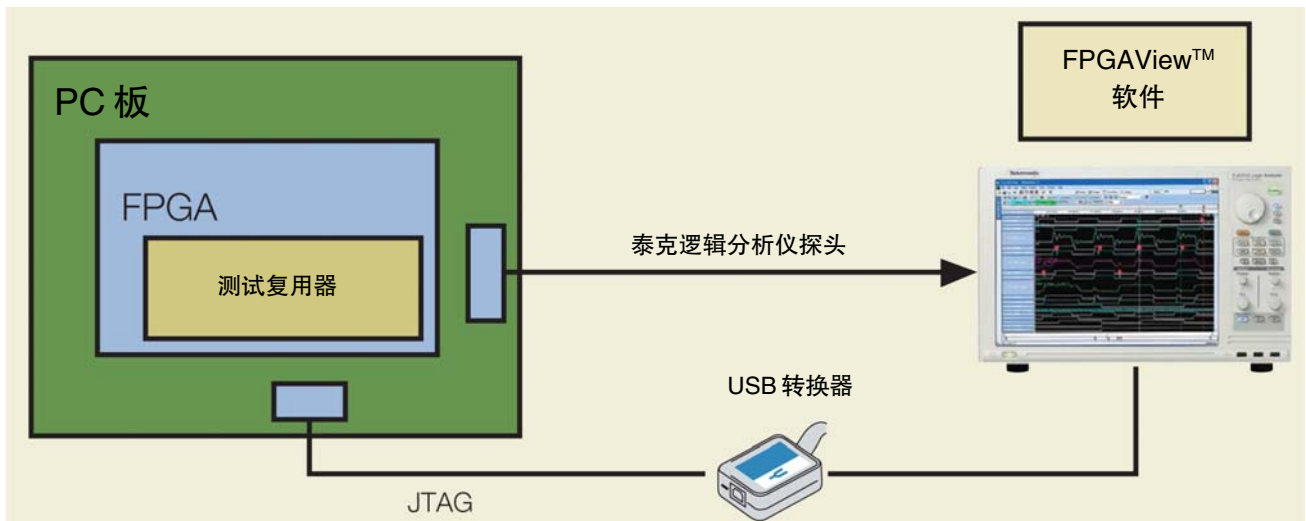 FPGAView™
软件
PC 板
FPGA
测试复用器
泰克逻辑分析仪探头
Tektronix
USB 转换器
JTAG